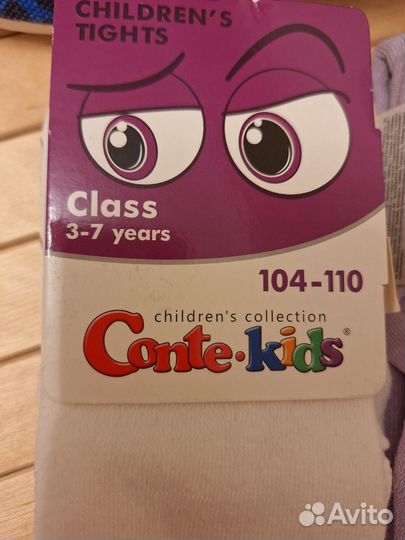 CHILDREN'S
TIGHTS
Class
3-7 years
104-110
children's collection
Conte·kids®
Avito